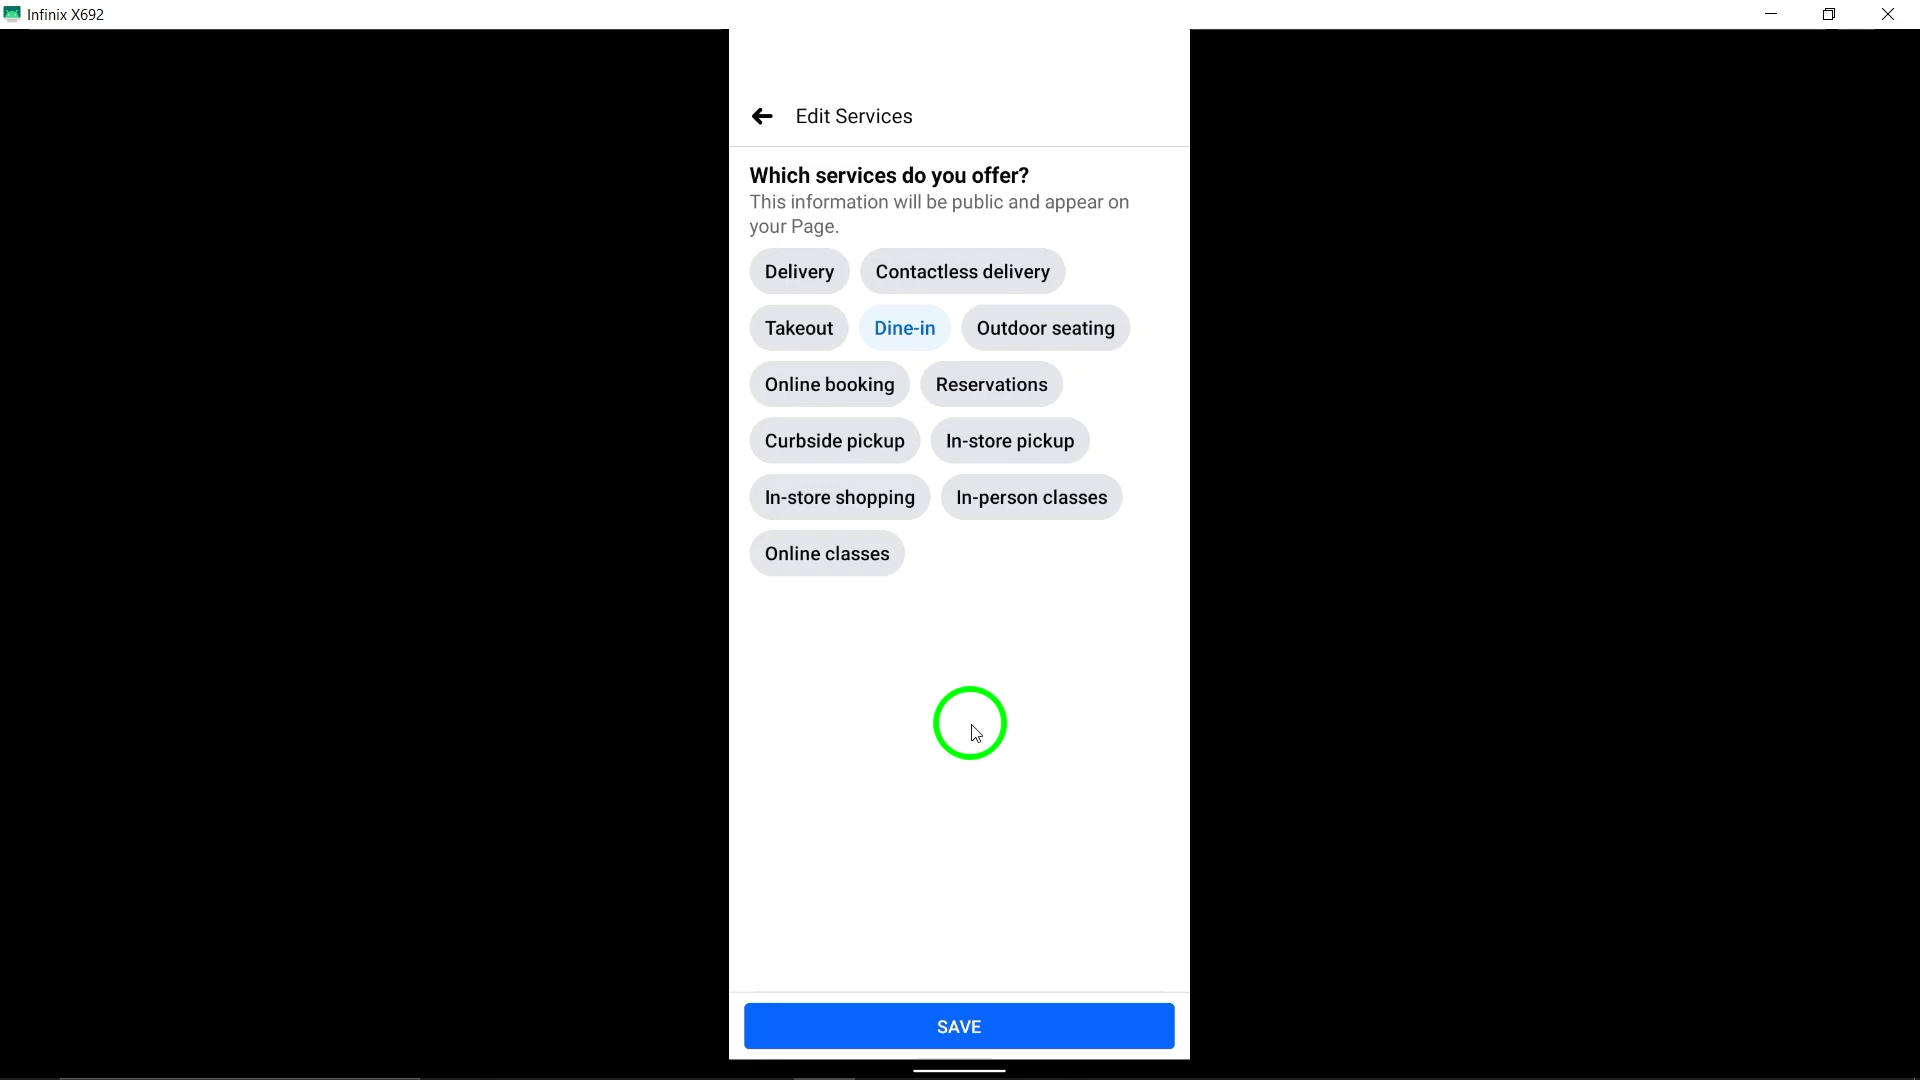 Infinix X692
Edit Services
Which services do you offer?
This information will be public and appear on
your Page.
Delivery Contactless delivery
Takeout Dine-in Outdoor seating
Online booking Reservations
Curbside pickup In-store pickup
In-store shopping In-person classes
Online classes
SAVE